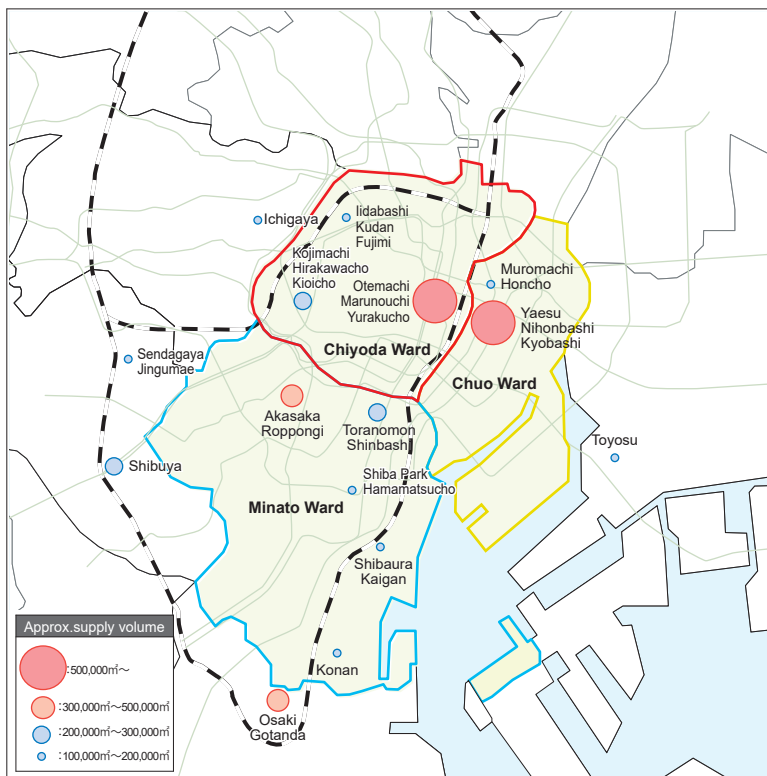 Ichigaya
Iidabashi
Kudan
Fujimi
Kojimachi
Hirakawacho
Kioicho
Otemachi
Marunouchi
Yurakucho
Muromachi
Honcho
Yaesu
Nihonbashi
Kyobashi
Chiyoda Ward
Chuo Ward
Sendagaya
Jingumae
Akasaka
Roppongi
Toranomon
Shinbashi
Toyosu
Shibuya
Shiba Park
Hamamatsucho
Minato Ward
Shibaura
Kaigan
Konan
Osaki
Gotanda
Approx.supply volume
:500,000㎡～
:300,000㎡～500,000㎡
:200,000㎡～300,000㎡
:100,000㎡～200,000㎡